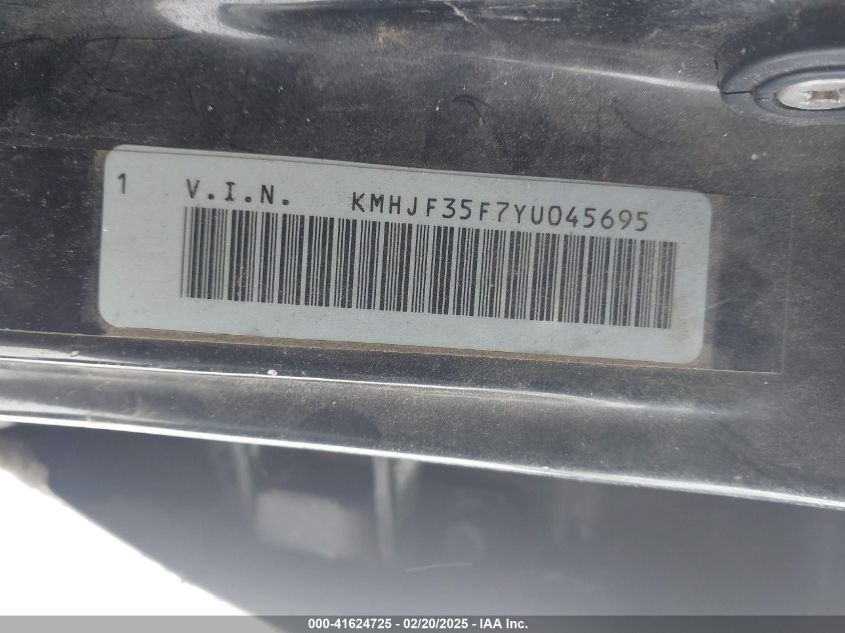 1 V.I.N. KMHJF35F7YU045695
000-41624725 - 02/20/2025 - IAA Inc.